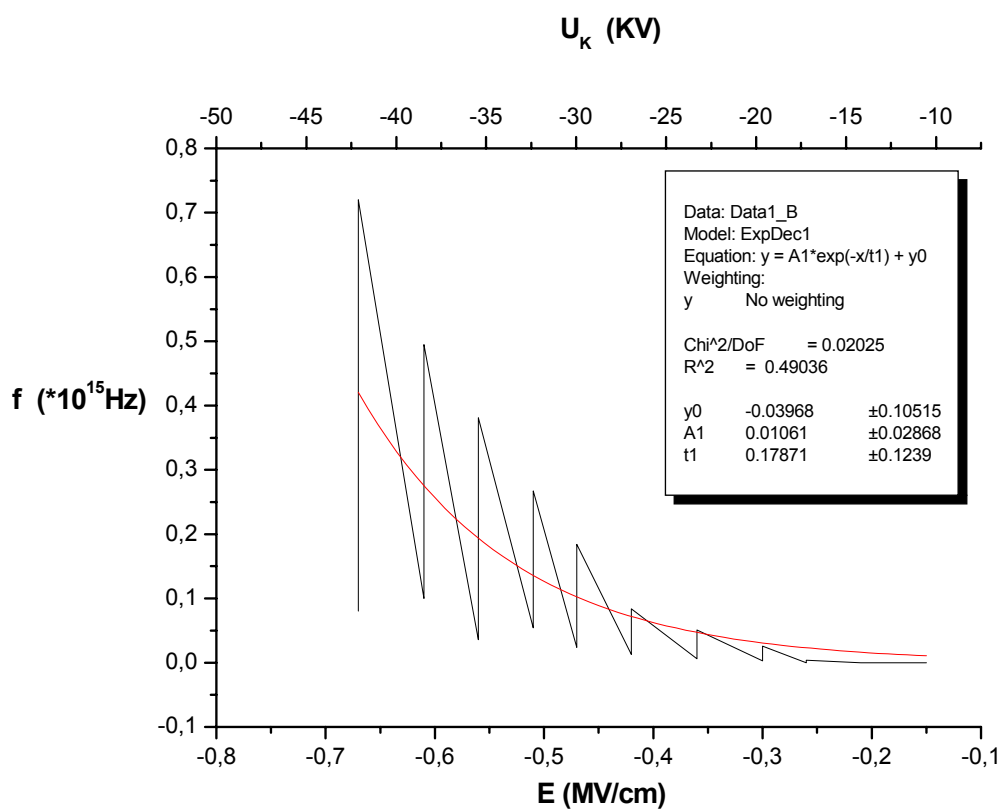 U_K (KV)
-50 -45 -40 -35 -30 -25 -20 -15 -10
0,8
0,7
0,6
0,5
0,4
0,3
0,2
0,1
0,0
-0,1
f (*10^15Hz)
Data: Data1_B
Model: ExpDec1
Equation: y = A1*exp(-x/t1) + y0
Weighting:
y No weighting
Chi^2/DoF = 0.02025
R^2 = 0.49036
y0 -0.03968 ±0.10515
A1 0.01061 ±0.02868
t1 0.17871 ±0.1239
-0,8 -0,7 -0,6 -0,5 -0,4 -0,3 -0,2 -0,1
E (MV/cm)